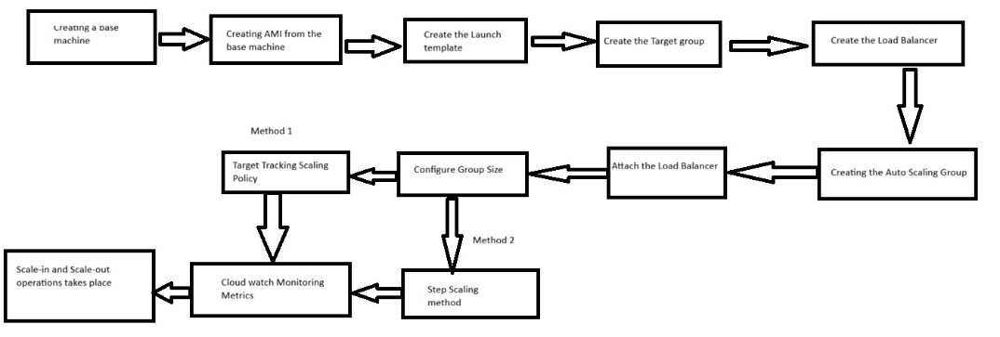 Creating a base
machine
Creating AMI from the
base machine
Create the Launch
template
Create the Target group
Create the Load Balancer
Creating the Auto Scaling Group
Attach the Load Balancer
Configure Group Size
Method 1
Target Tracking Scaling
Policy
Method 2
Step Scaling
method
Cloud watch Monitoring
Metrics
Scale-in and Scale-out
operations takes place